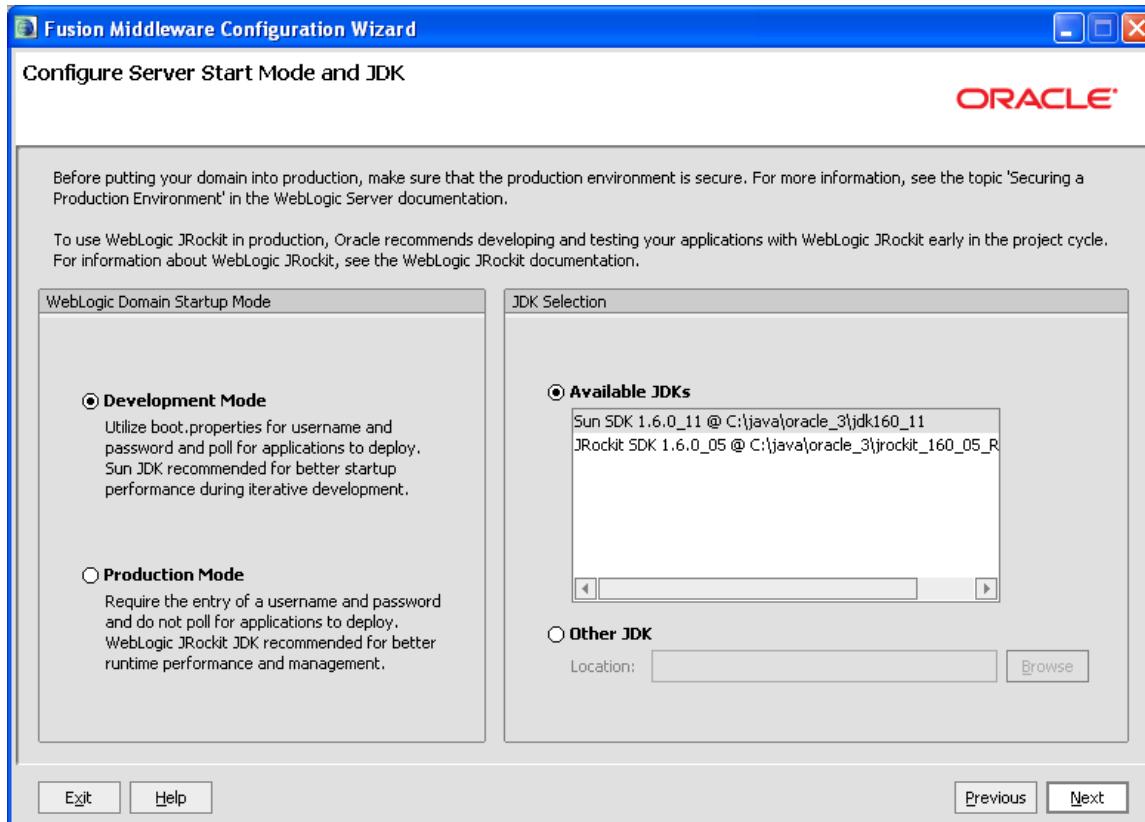 Fusion Middleware Configuration Wizard
Configure Server Start Mode and JDK
ORACLE
Before putting your domain into production, make sure that the production environment is secure. For more information, see the topic 'Securing a
Production Environment' in the WebLogic Server documentation.
To use WebLogic JRockit in production, Oracle recommends developing and testing your applications with WebLogic JRockit early in the project cycle.
For information about WebLogic JRockit, see the WebLogic JRockit documentation.
WebLogic Domain Startup Mode
Development Mode
Utilize boot.properties for username and
password and poll for applications to deploy.
Sun JDK recommended for better startup
performance during iterative development.
Production Mode
Require the entry of a username and password
and do not poll for applications to deploy.
WebLogic JRockit JDK recommended for better
runtime performance and management.
JDK Selection
Available JDKs
Sun SDK 1.6.0_11 @ C:\java\oracle_3\jdk160_11
JRockit SDK 1.6.0_05 @ C:\java\oracle_3\jrockit_160_05_R
Other JDK
Location:
Browse
Exit
Help
Previous
Next